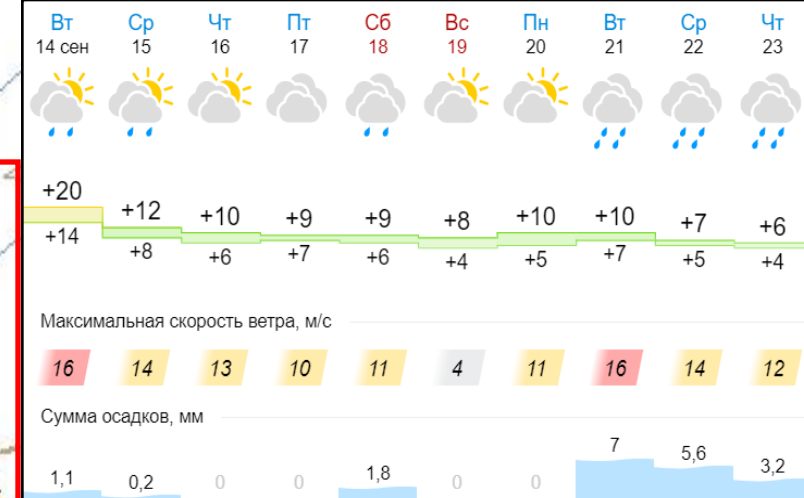 Вт Ср Чт Пт Сб Вс Пн Вт Ср Чт
14 сен 15 16 17 18 19 20 21 22 23
+20 +12 +10 +9 +9 +8 +10 +10 +7 +6
+14 +8 +6 +7 +6 +4 +5 +7 +5 +4
Максимальная скорость ветра, м/с
16 14 13 10 11 4 11 16 14 12
Сумма осадков, мм
1,1 0,2 0 0 1,8 0 0 7 5,6 3,2